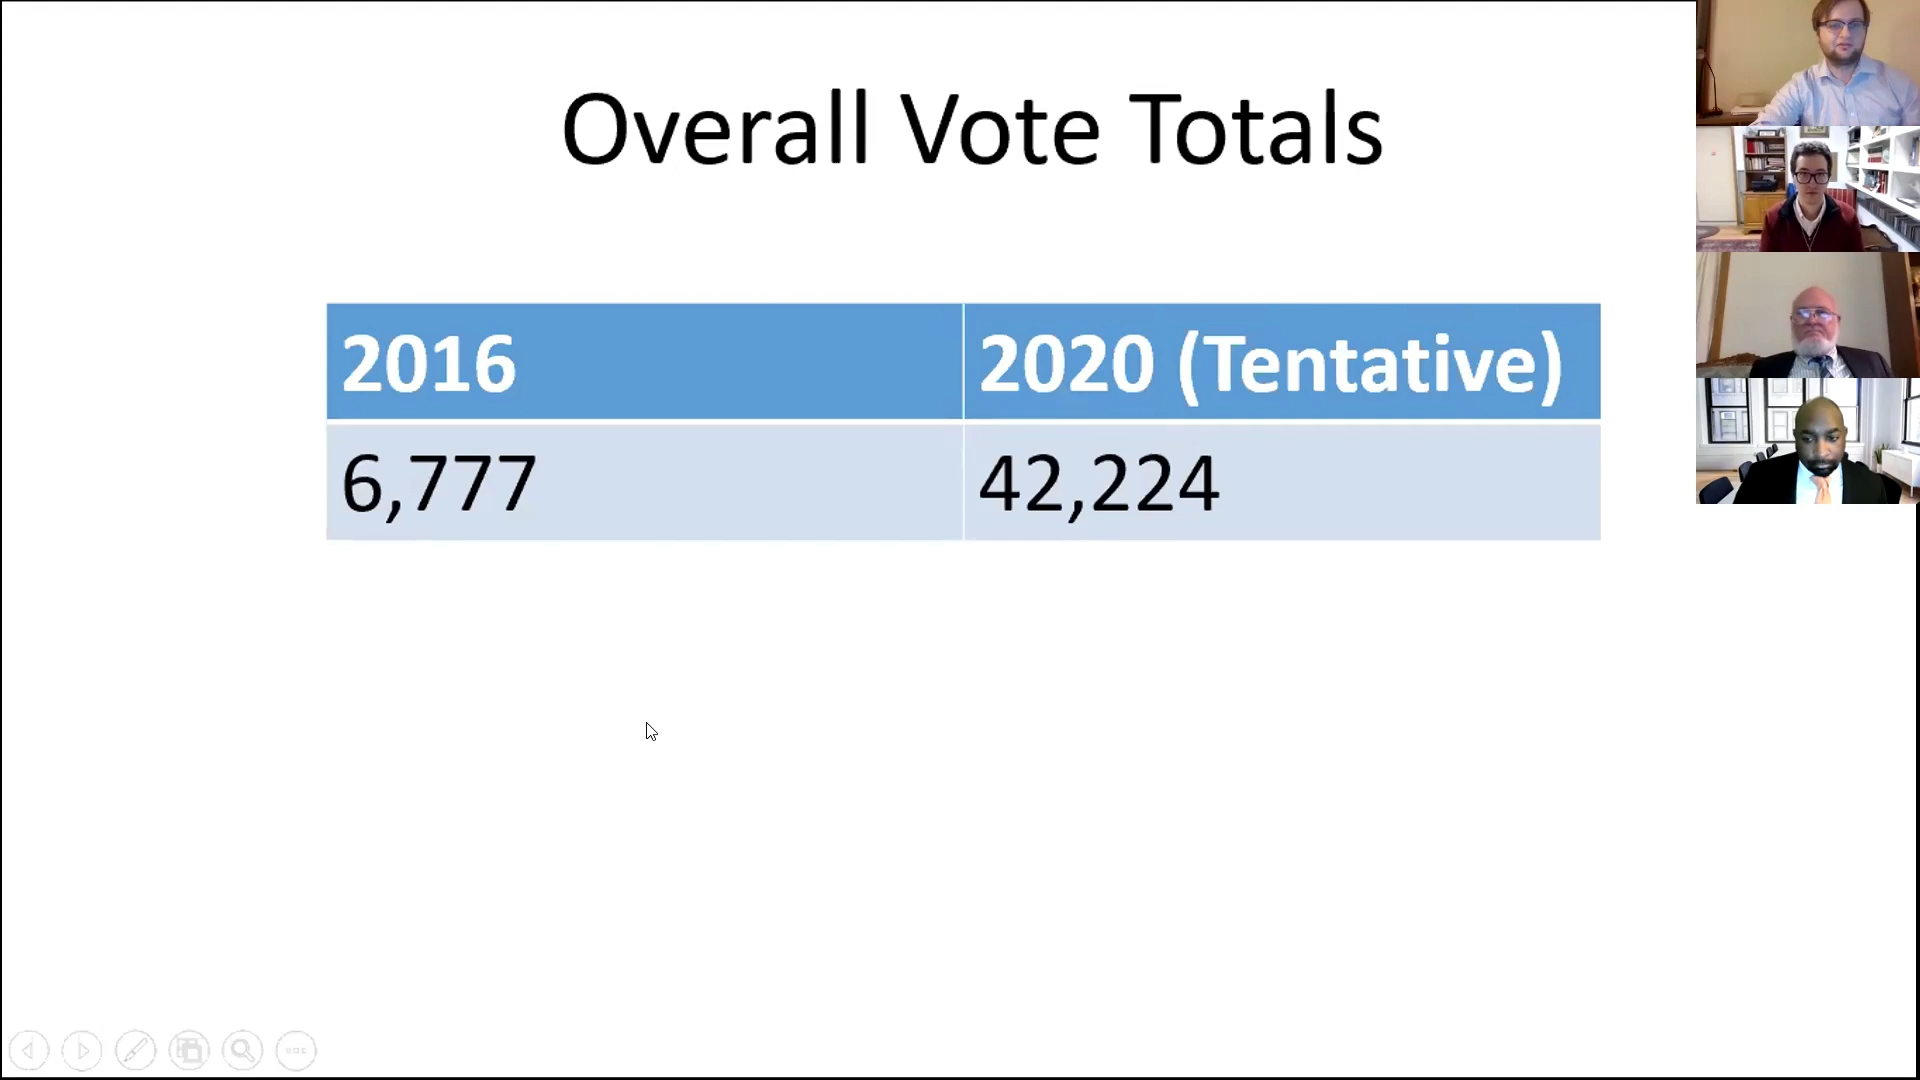 Overall Vote Totals
2016
2020 (Tentative)
6,777
42,224